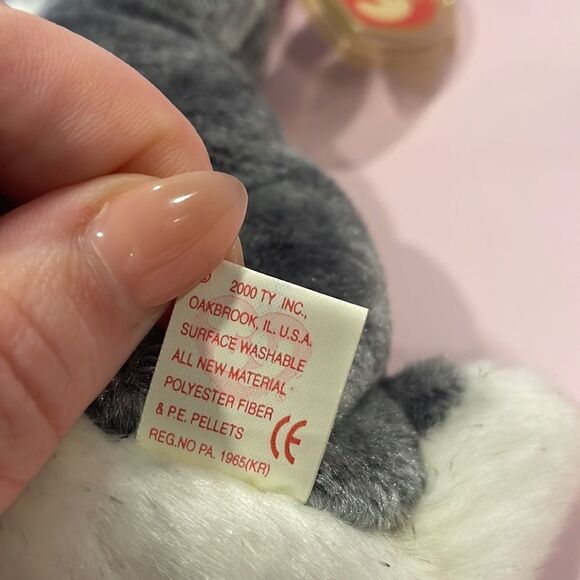 © 2000 TY INC.,
OAKBROOK, IL. U.S.A.
SURFACE WASHABLE
ALL NEW MATERIAL
POLYESTER FIBER
& P.E. PELLETS
REG.NO PA. 1965(KR)
CE